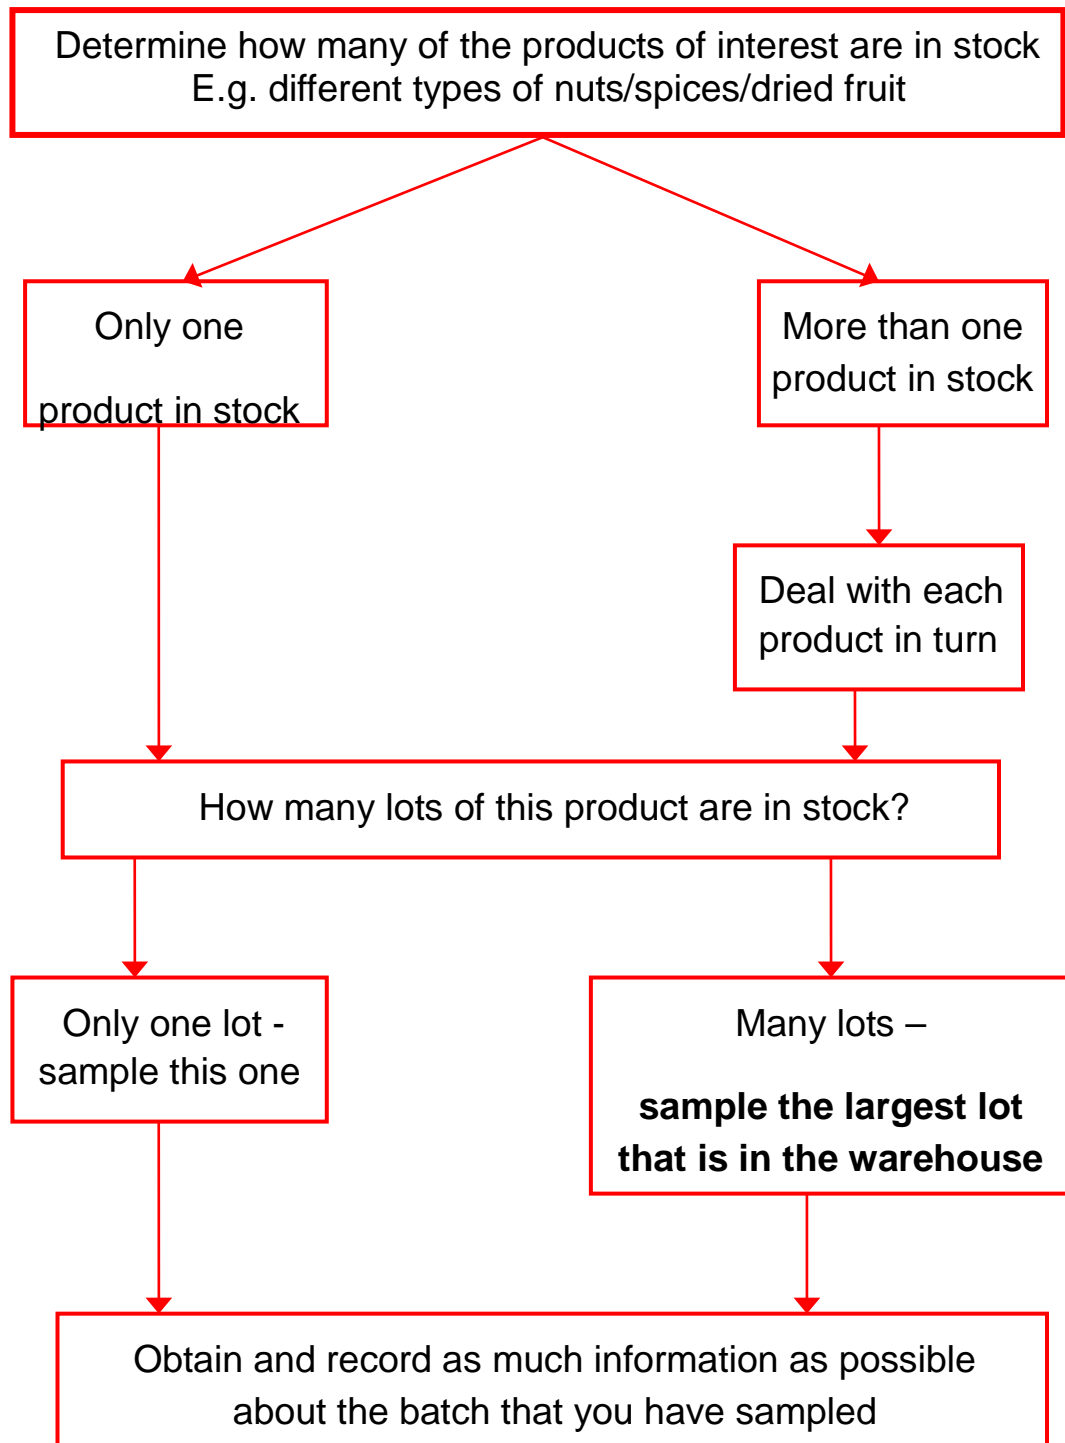 Determine how many of the products of interest are in stock
E.g. different types of nuts/spices/dried fruit
Only one
product in stock
More than one
product in stock
Deal with each
product in turn
How many lots of this product are in stock?
Only one lot -
sample this one
Many lots –
sample the largest lot
that is in the warehouse
Obtain and record as much information as possible
about the batch that you have sampled